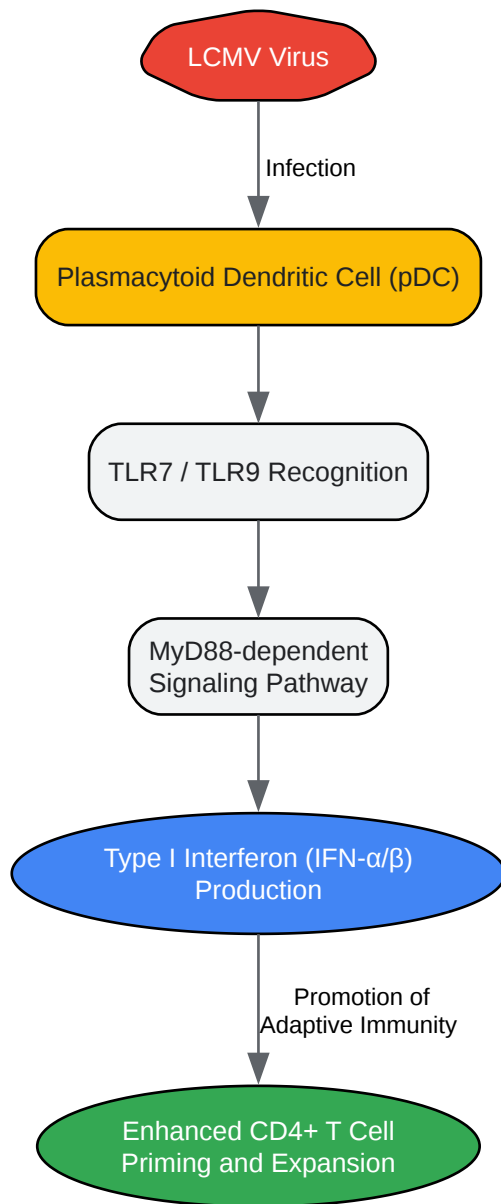 LCMV Virus
Infection
Plasmacytoid Dendritic Cell (pDC)
TLR7 / TLR9 Recognition
MyD88-dependent
Signaling Pathway
Type I Interferon (IFN-α/β)
Production
Promotion of
Adaptive Immunity
Enhanced CD4+ T Cell
Priming and Expansion